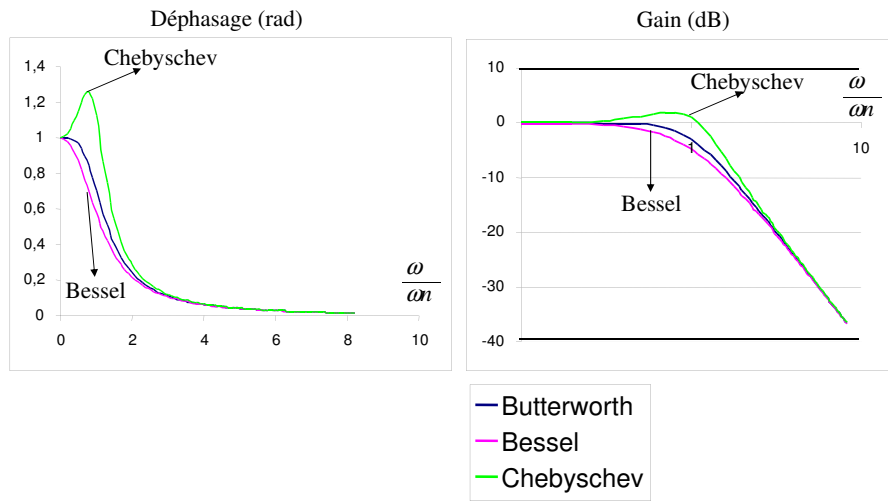 Déphasage (rad)
Chebyschev
1,4
1,2
1
0,8
0,6
0,4
0,2
0
Bessel
ω
ωn
0 2 4 6 8 10
Gain (dB)
10
0
-10
-20
-30
-40
Chebyschev
ω
ωn
1
10
Bessel
Butterworth
Bessel
Chebyschev